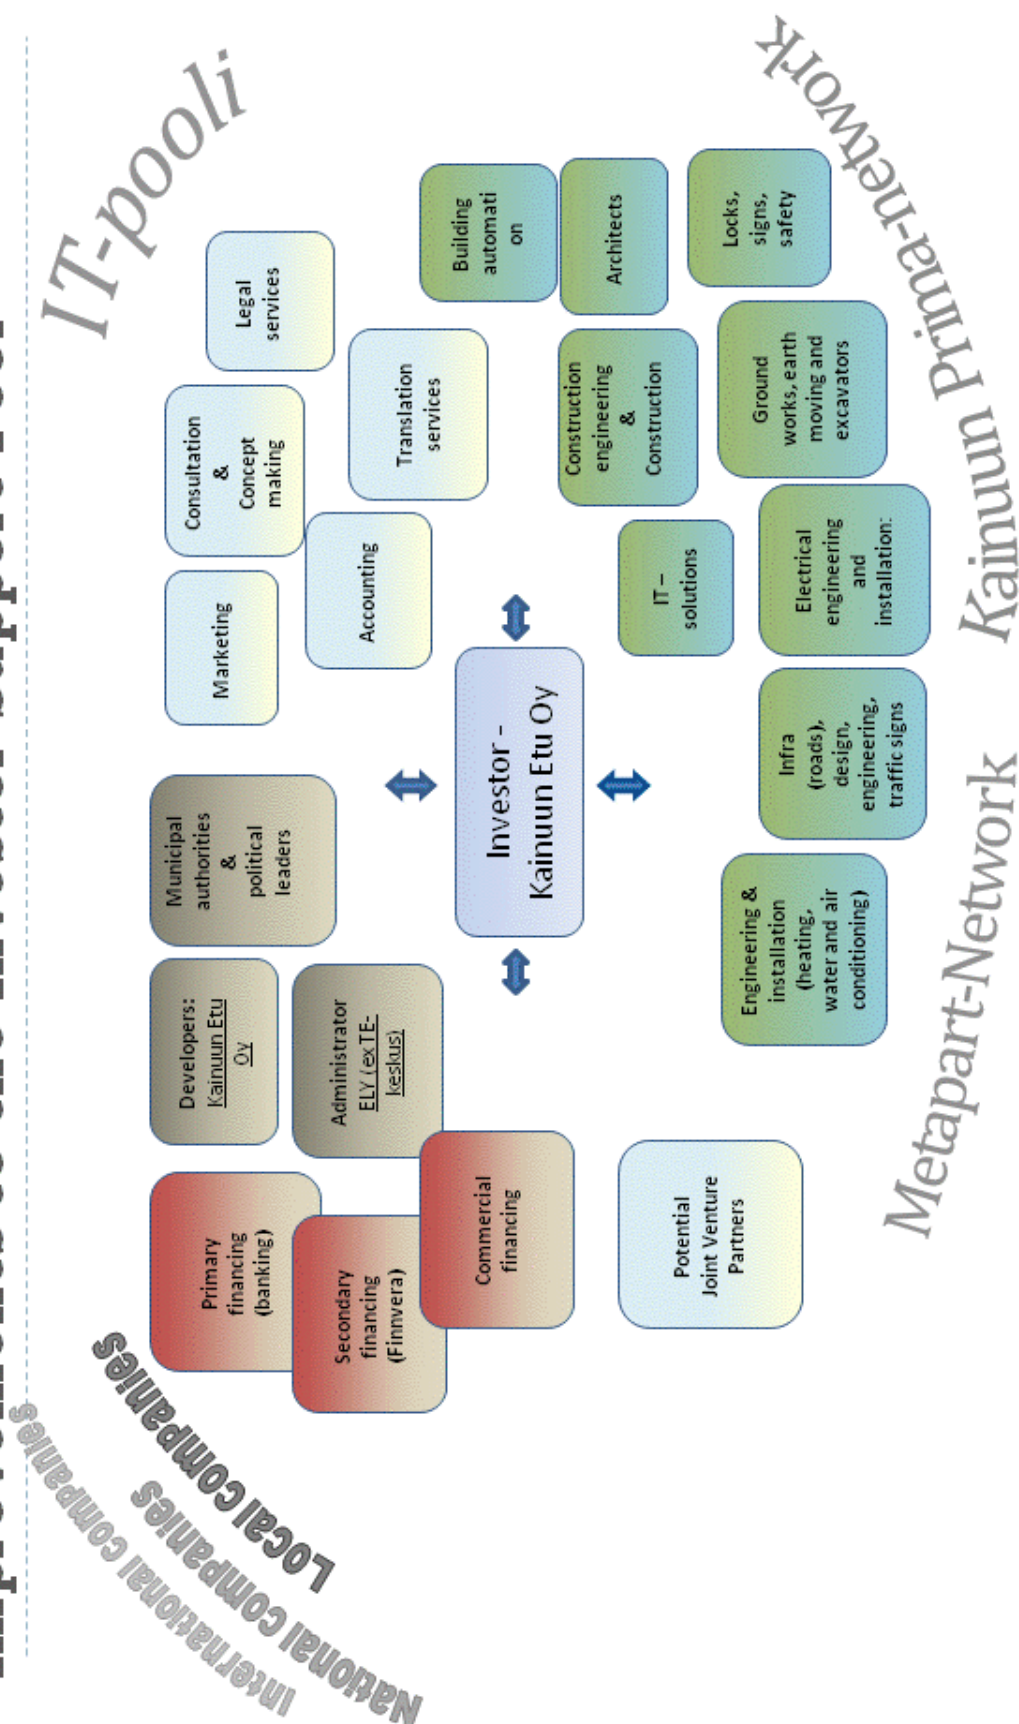 International companies
National companies
Local companies
IT-pooli
Primary
financing
(banking)
Secondary
financing
(Finnvera)
Commercial
financing
Developers:
Kainuun Etu
Oy
Administrator
ELY (ex TE-
keskus)
Municipal
authorities
&
political
leaders
Marketing
Consultation
&
Concept
making
Legal
services
Accounting
Translation
services
Investor –
Kainuun Etu Oy
Building
automati
on
Architects
Locks,
signs,
safety
Construction
engineering
&
Construction
Ground
works, earth
moving and
excavators
IT –
solutions
Electrical
engineering
and
installation:
Infra
(roads),
design,
engineering,
traffic signs
Engineering &
installation
(heating,
water and air
conditioning)
Potential
Joint Venture
Partners
Metapart-Network
Kainuun Prima-network